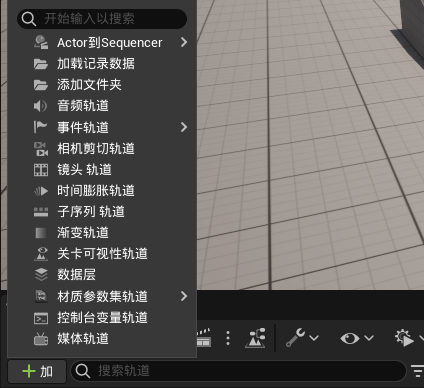 开始输入以搜索
Actor到Sequencer
加载记录数据
添加文件夹
音频轨道
事件轨道
相机剪切轨道
镜头 轨道
时间膨胀轨道
子序列 轨道
渐变轨道
关卡可视性轨道
数据层
材质参数集轨道
控制台变量轨道
媒体轨道
加 搜索轨道